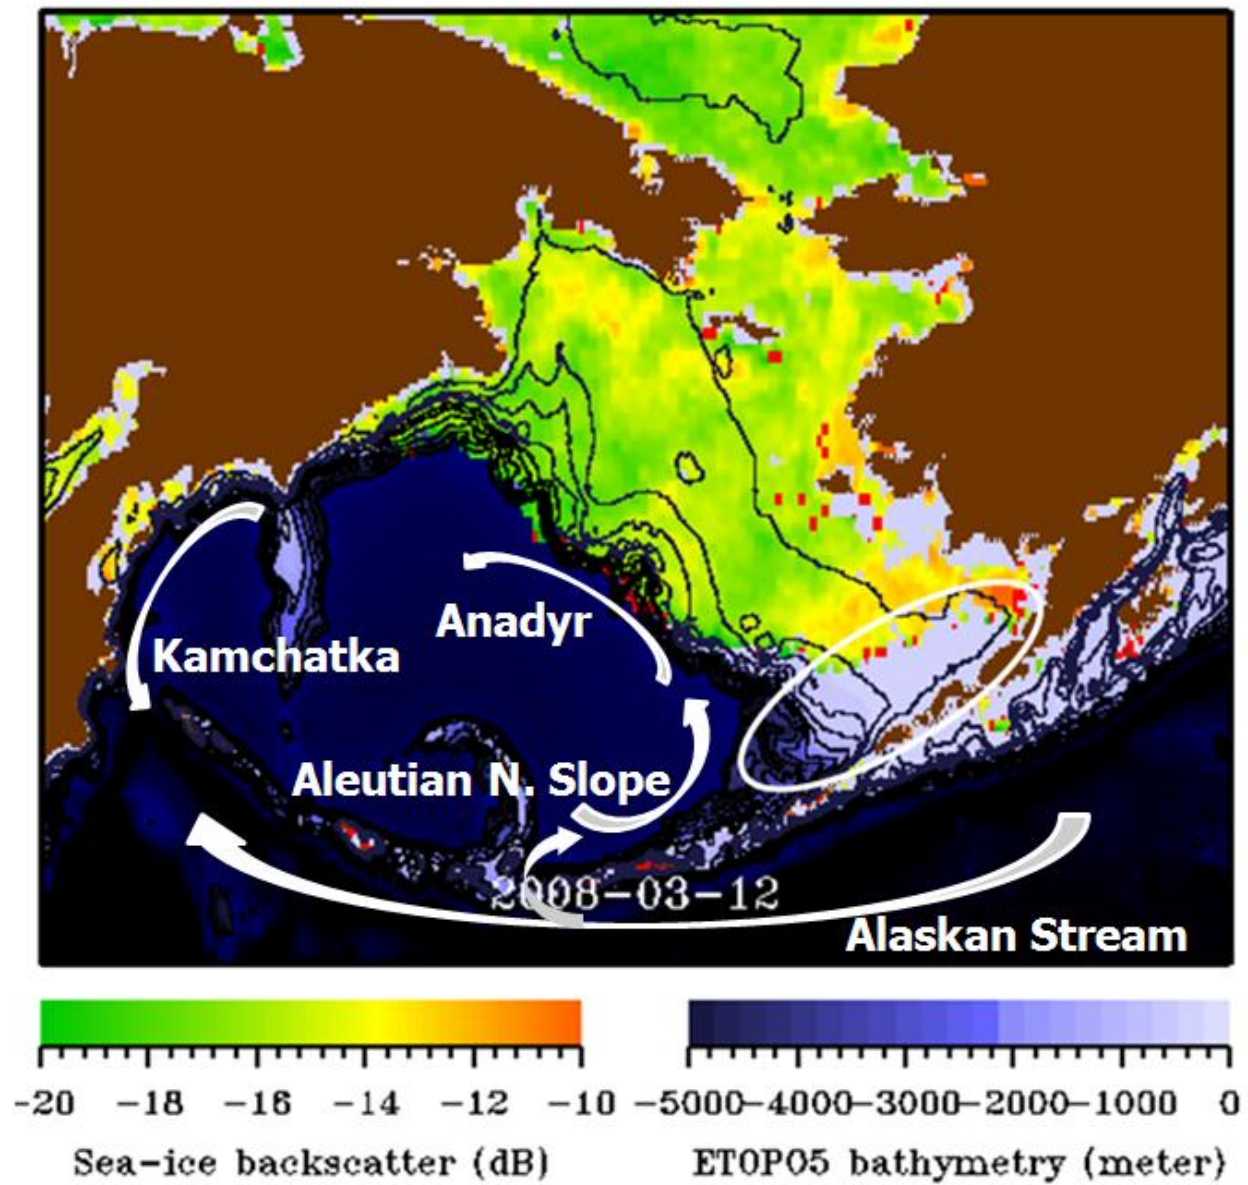 Anadyr
Kamchatka
Aleutian N. Slope
2008-03-12
Alaskan Stream
-20 -18 -16 -14 -12 -10
-5000-4000-3000-2000-1000 0
Sea-ice backscatter (dB)
ETOPO5 bathymetry (meter)